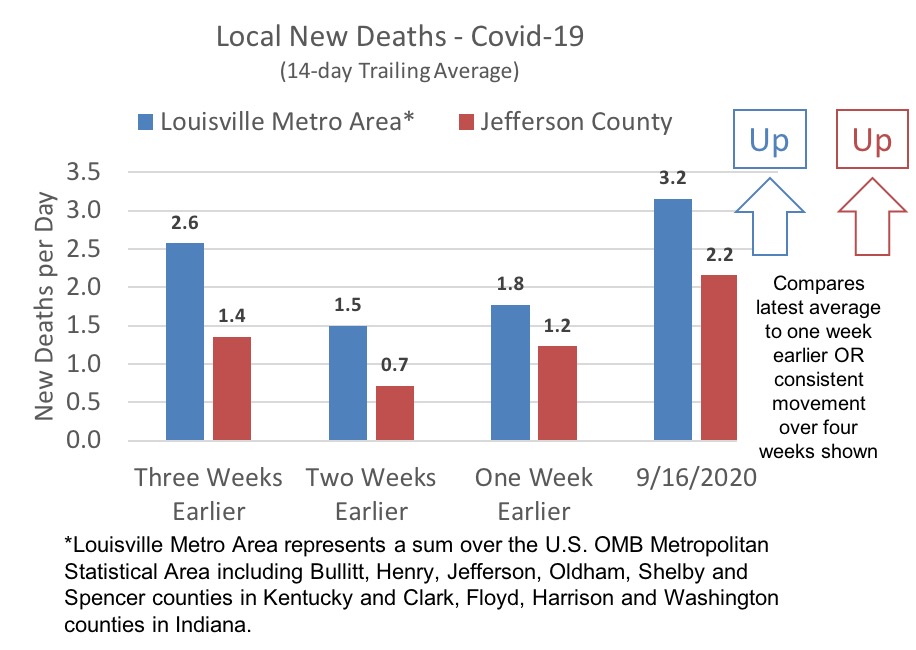 Local New Deaths - Covid-19
(14-day Trailing Average)
Louisville Metro Area*
Jefferson County
Up
Up
New Deaths per Day
3.5
3.0
2.5
2.0
1.5
1.0
0.5
0.0
2.6
1.4
1.5
0.7
1.8
1.2
3.2
2.2
Three Weeks
Earlier
Two Weeks
Earlier
One Week
Earlier
9/16/2020
Compares
latest average
to one week
earlier OR
consistent
movement
over four
weeks shown
*Louisville Metro Area represents a sum over the U.S. OMB Metropolitan
Statistical Area including Bullitt, Henry, Jefferson, Oldham, Shelby and
Spencer counties in Kentucky and Clark, Floyd, Harrison and Washington
counties in Indiana.